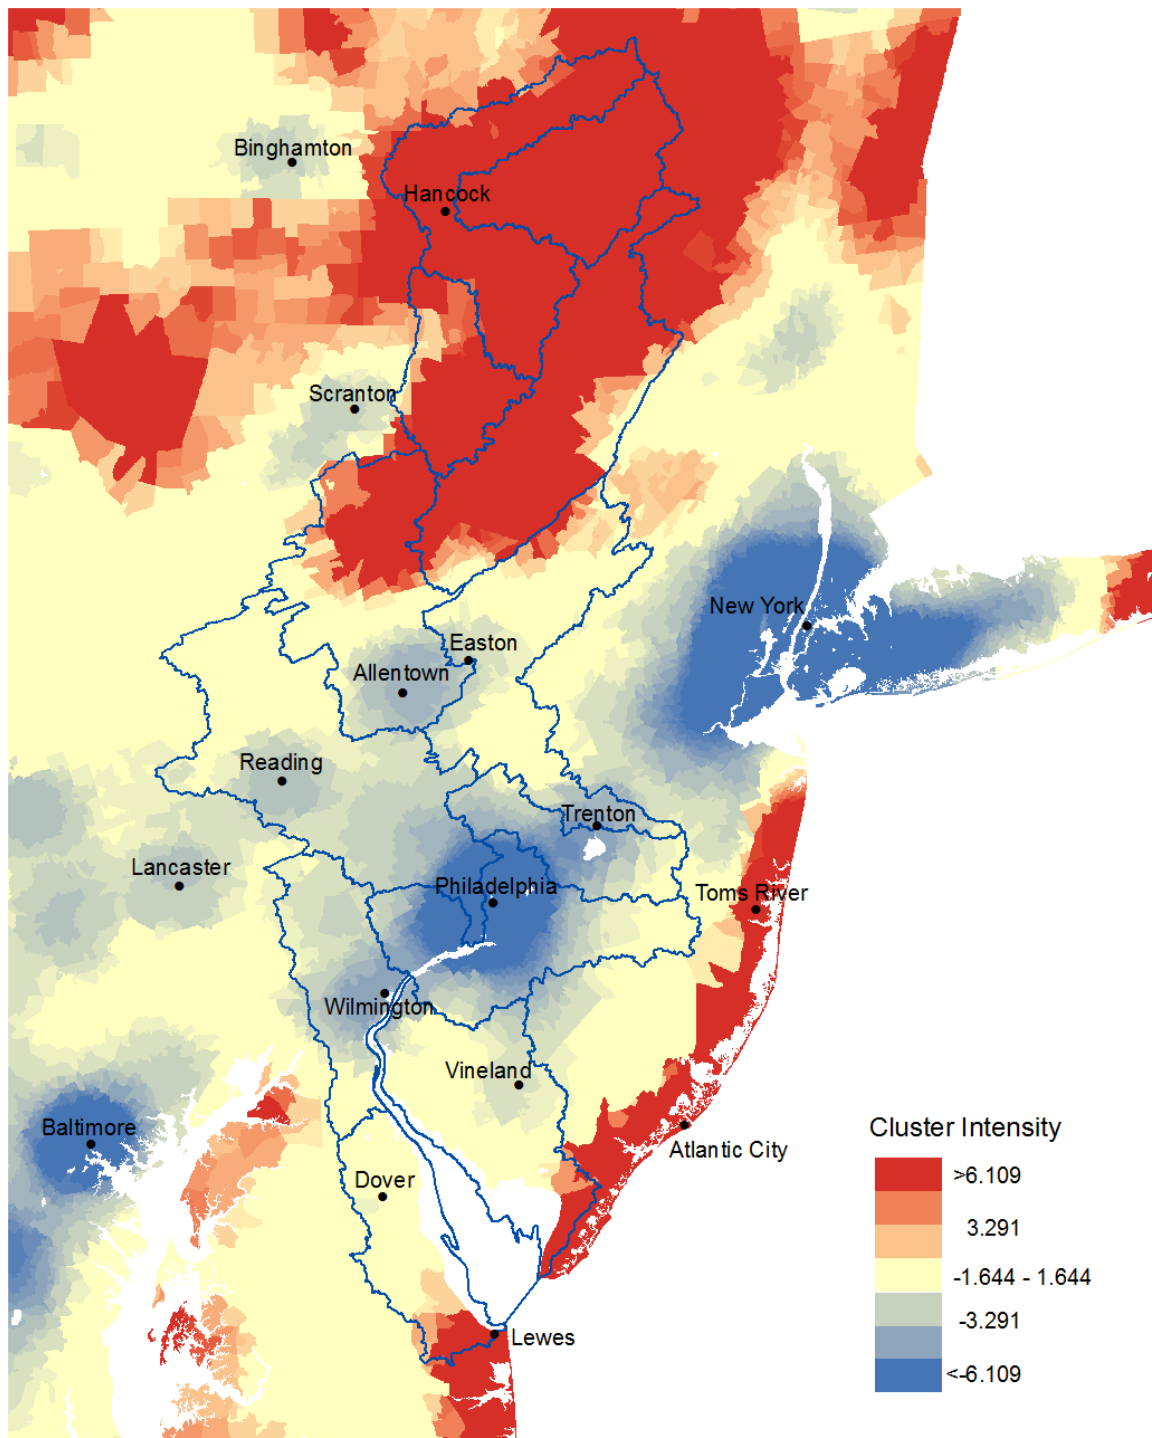 Binghamton
Hancock
Scranton
New York
Easton
Allentown
Reading
Trenton
Lancaster
Philadelphia
Toms River
Wilmington
Vineland
Baltimore
Atlantic City
Dover
Lewes
Cluster Intensity
>6.109
3.291
-1.644 - 1.644
-3.291
<-6.109